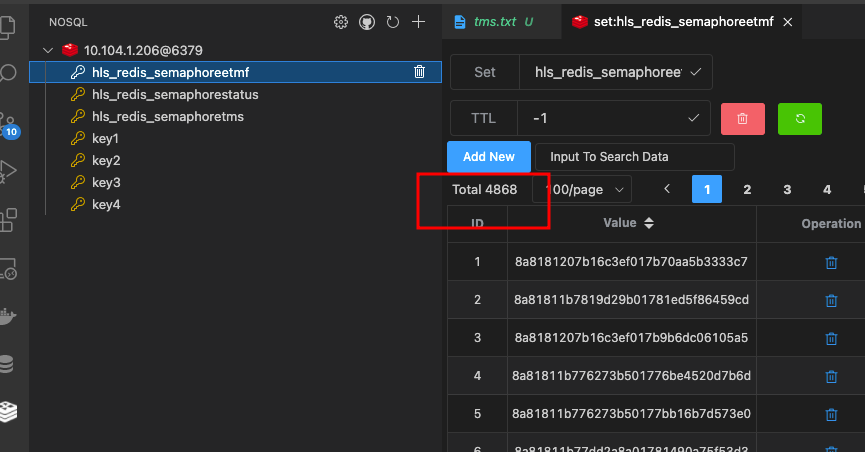 NOSQL
10.104.1.206@6379
hls_redis_semaphoreetmf
hls_redis_semaphorestatus
hls_redis_semaphoretms
key1
key2
key3
key4
10
tms.txt U
set:hls_redis_semaphoreetmf
Set hls_redis_semaphoree
TTL -1
Add New Input To Search Data
Total 4868 100/page 1 2 3 4
ID Value Operation
1 8a8181207b16c3ef017b70aa5b3333c7
2 8a81811b7819d29b01781ed5f86459cd
3 8a8181207b16c3ef017b9b6dc06105a5
4 8a81811b776273b501776be4520d7b6d
5 8a81811b776273b50177bb16b7d573e0
6 8a81811b77dd2a8a01781490a75f53d3